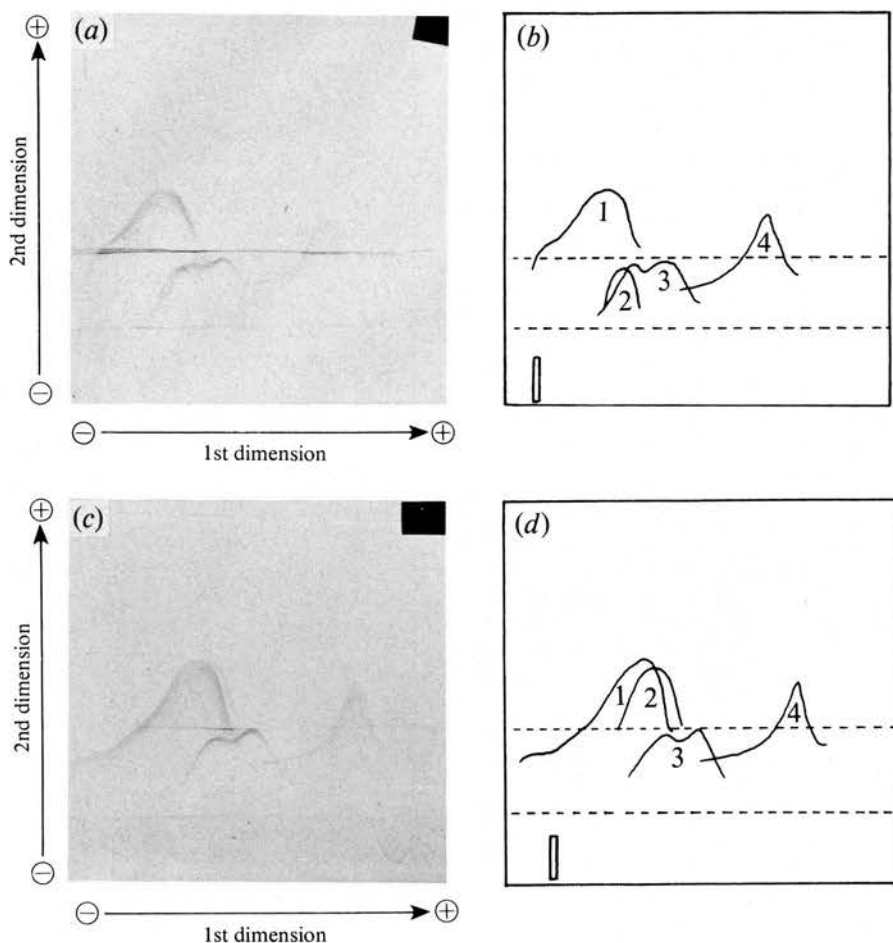 (a)
(b)
+
2nd dimension
−
− 1st dimension +
1
2
3
4
(c)
(d)
+
2nd dimension
−
− 1st dimension +
1
2
3
4